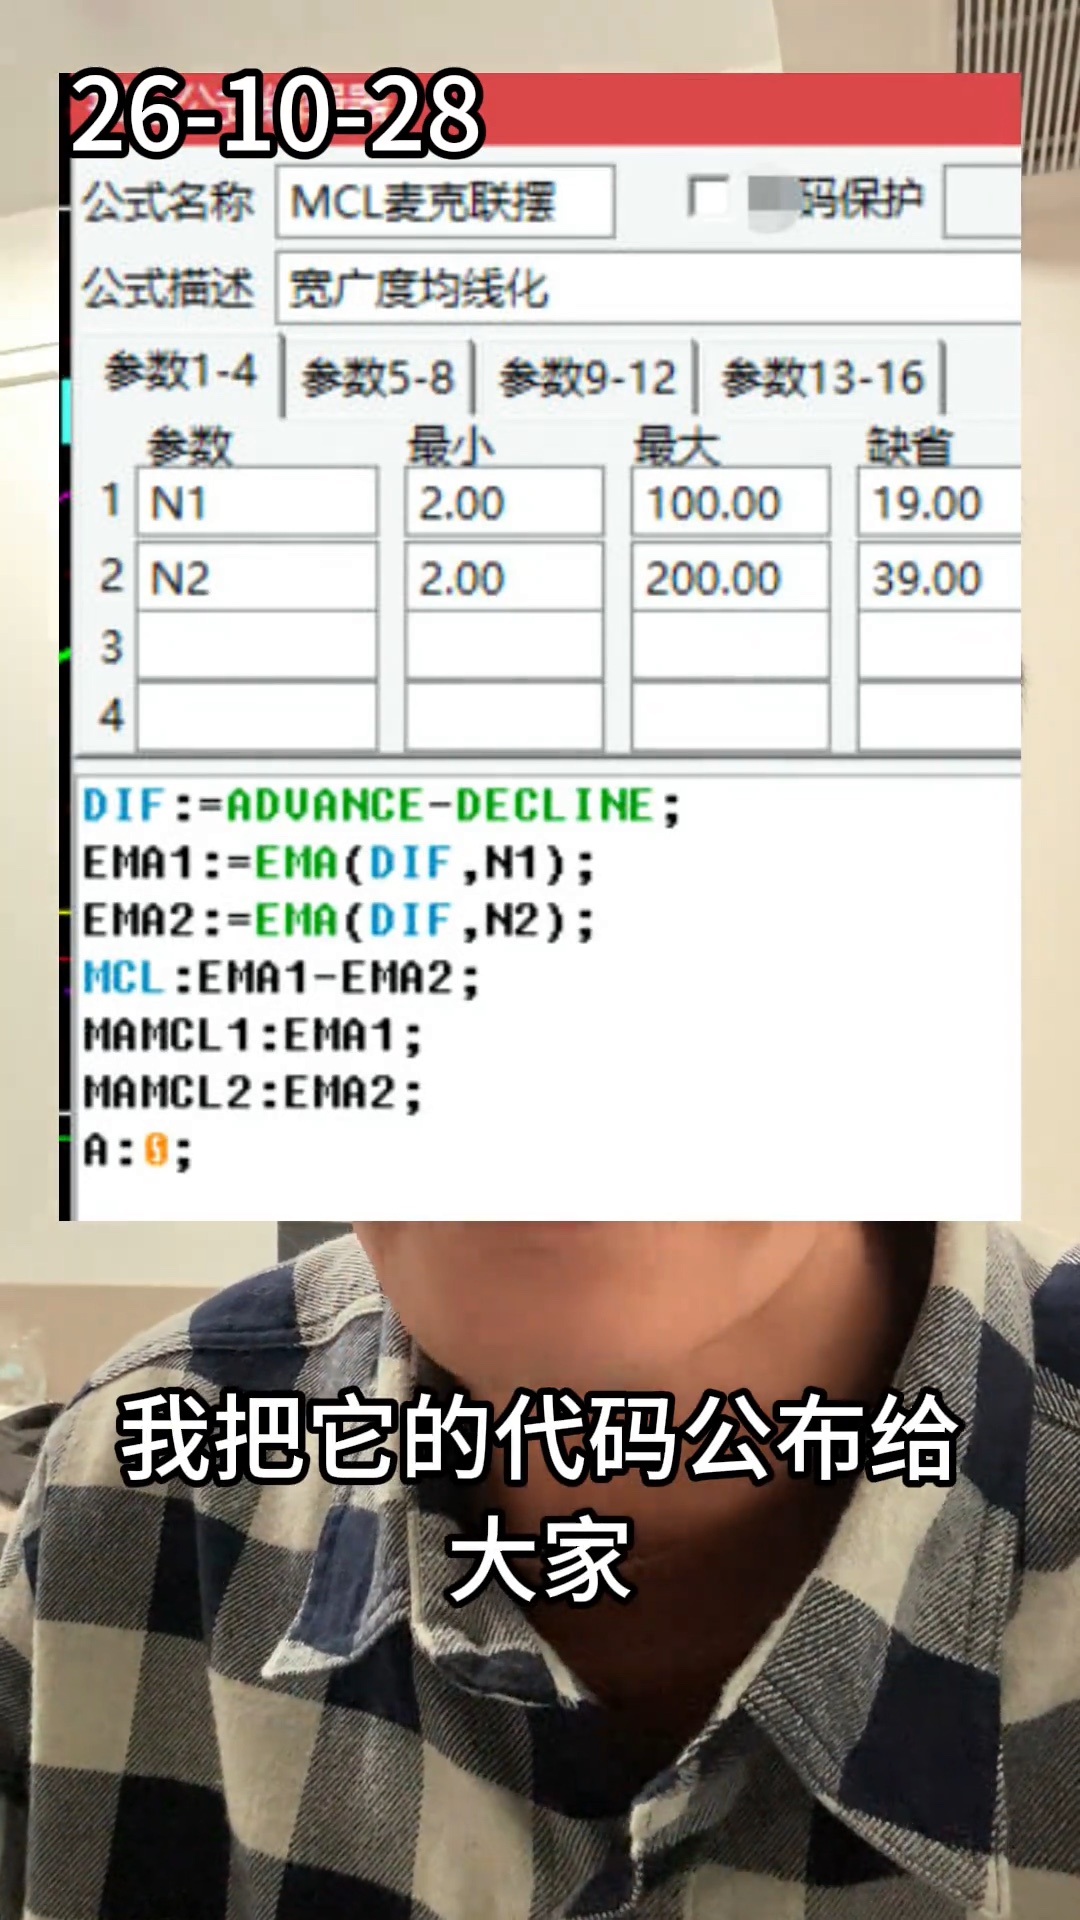 26-10-28
公式名称 MCL麦克联摆 码保护
公式描述 宽广度均线化
参数1-4 参数5-8 参数9-12 参数13-16
参数 最小 最大 缺省
1 N1 2.00 100.00 19.00
2 N2 2.00 200.00 39.00
3
4
DIF:=ADVANCE-DECLINE;
EMA1:=EMA(DIF,N1);
EMA2:=EMA(DIF,N2);
MCL:EMA1-EMA2;
MAMCL1:EMA1;
MAMCL2:EMA2;
A:0;
我把它的代码公布给
大家